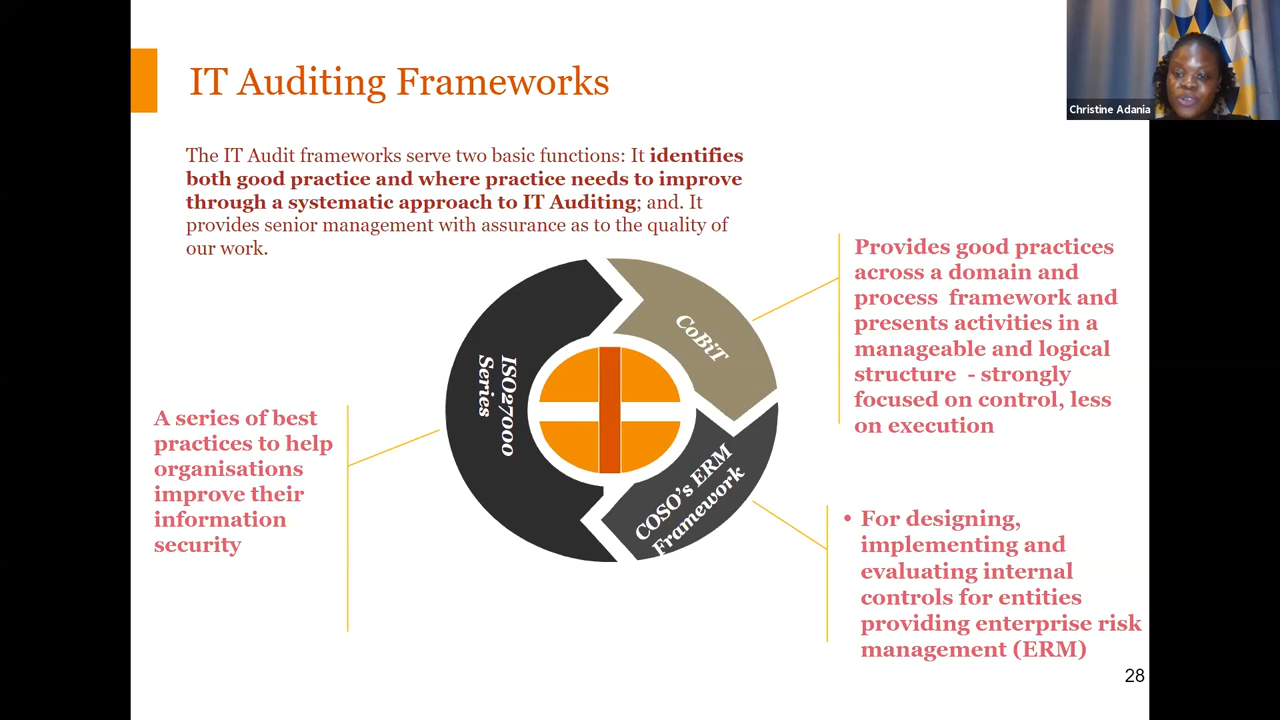 IT Auditing Frameworks
Christine Adania
The IT Audit frameworks serve two basic functions: It identifies
both good practice and where practice needs to improve
through a systematic approach to IT Auditing; and. It
provides senior management with assurance as to the quality of
our work.
CoBiT
Provides good practices
across a domain and
process framework and
presents activities in a
manageable and logical
structure - strongly
focused on control, less
on execution
ISO27000
Series
A series of best
practices to help
organisations
improve their
information
security
COSO's ERM
Framework
• For designing,
implementing and
evaluating internal
controls for entities
providing enterprise risk
management (ERM)
28